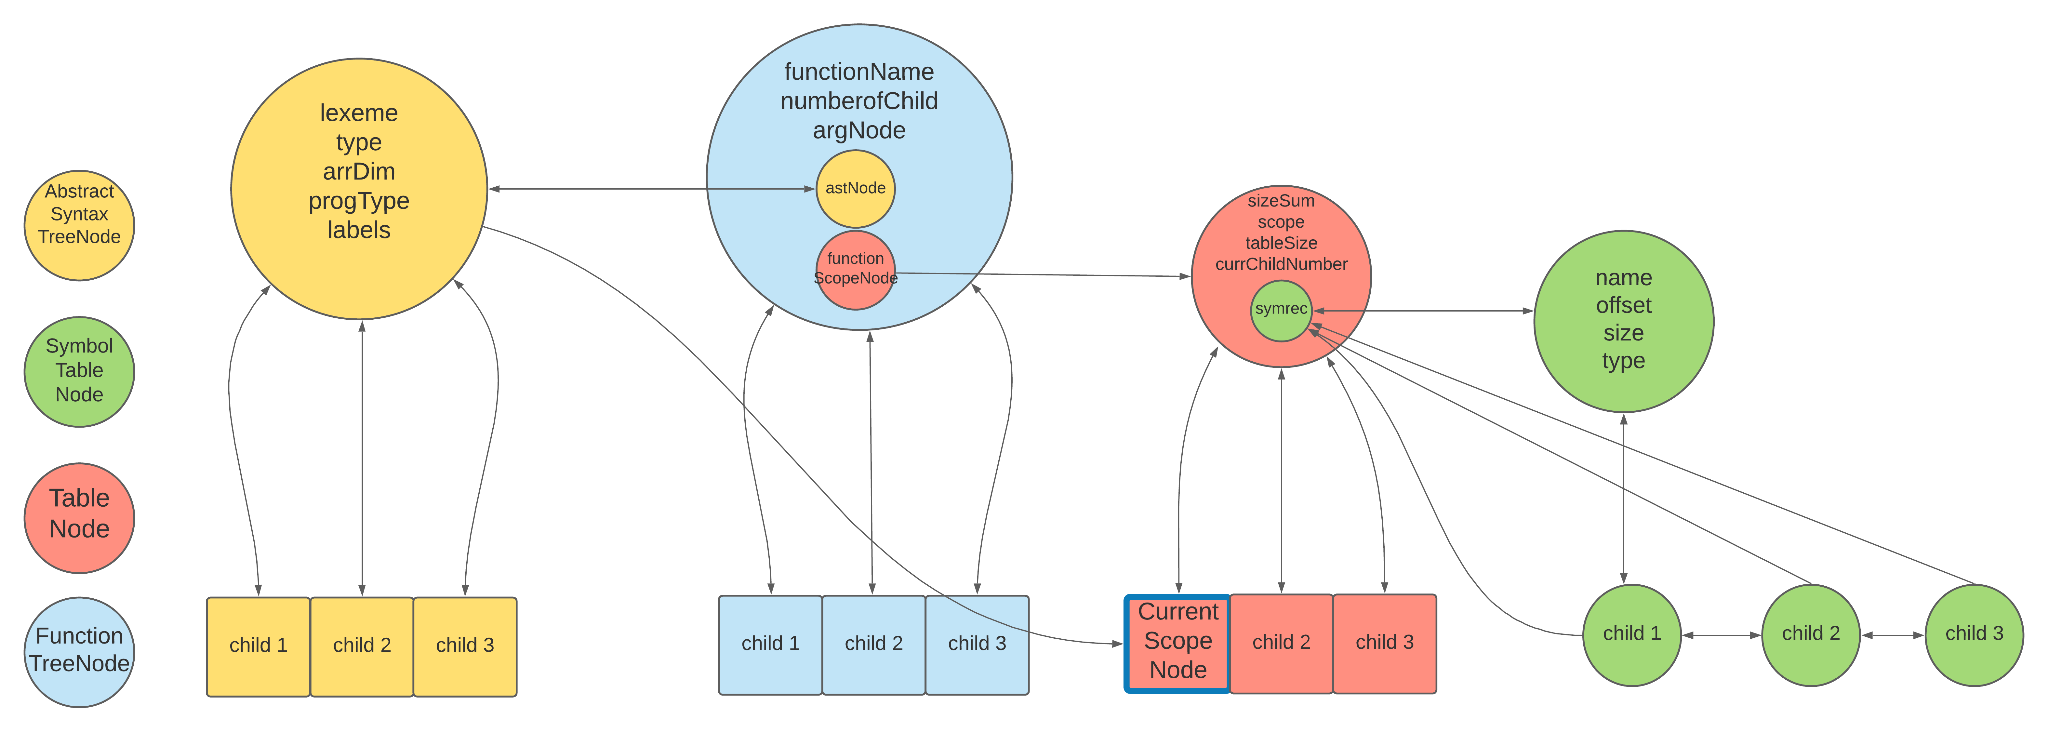 Abstract
Syntax
TreeNode
Symbol
Table
Node
Table
Node
Function
TreeNode
lexeme
type
arrDim
progType
labels
child 1
child 2
child 3
functionName
numberofChild
argNode
astNode
function
ScopeNode
child 1
child 2
child 3
sizeSum
scope
tableSize
currChildNumber
symrec
Current
Scope
Node
child 2
child 3
name
offset
size
type
child 1
child 2
child 3